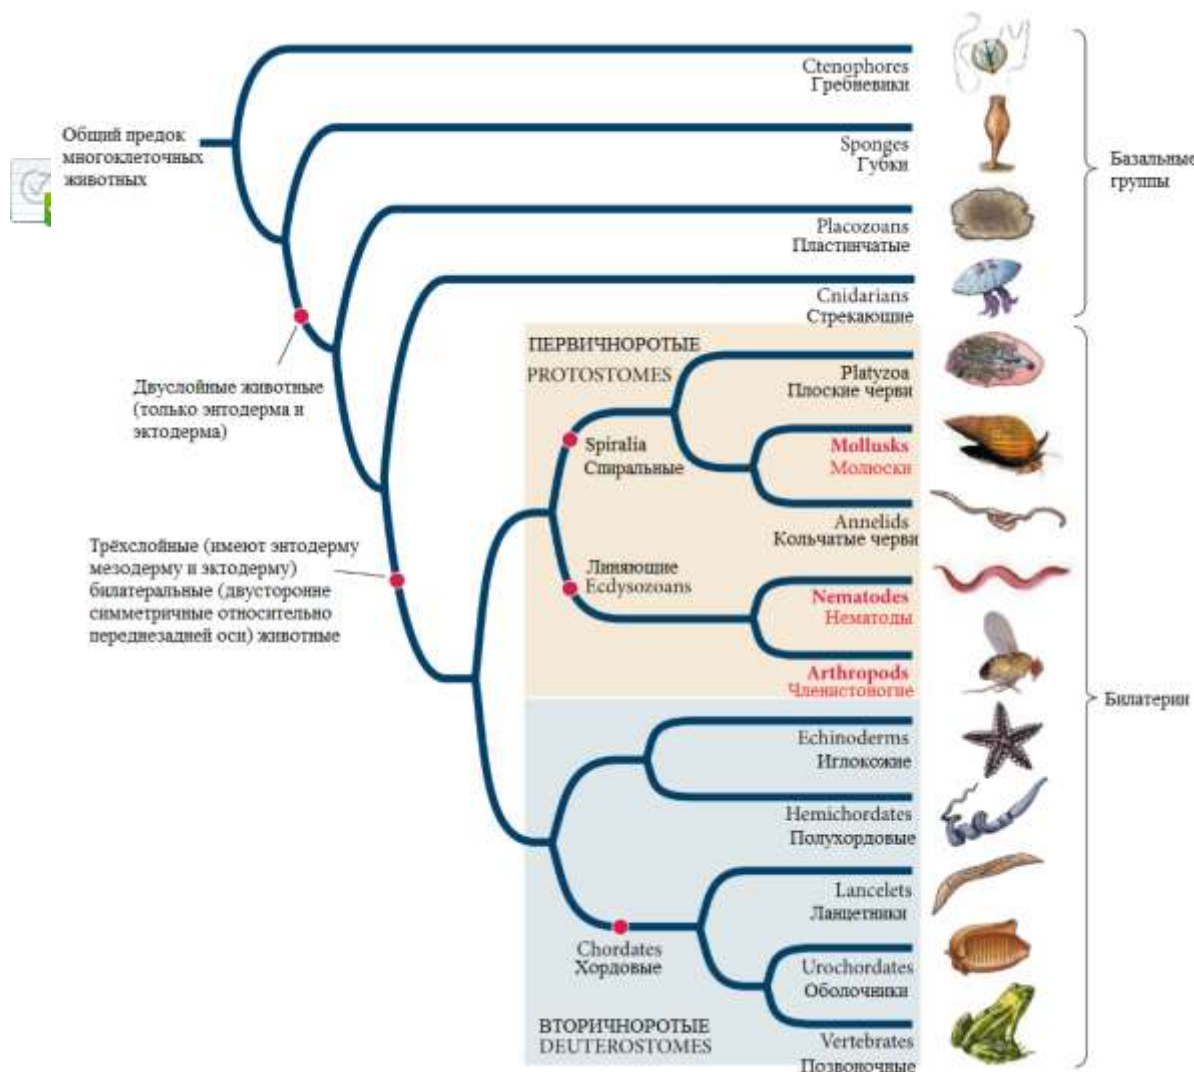 Ctenophores
Гребневики
Общий предок
многоклеточных
животных
Sponges
Губки
Базальные
группы
Placozoans
Пластинчатые
Cnidarians
Стрекающие
Двуслойные животные
(только энтодерма и
эктодерма)
ПЕРВИЧНОРОТЫЕ
PROTOSTOMES
Platyzoa
Плоские черви
Spiralia
Спиральные
Mollusks
Молюски
Annelids
Кольчатые черви
Трёхслойные (имеют энтодерму
мезодерму и эктодерму)
билатеральные (двусторонне
симметричные относительно
переднезадней оси) животные
Линяющие
Ecdysozoans
Nematodes
Нематоды
Arthropods
Членистоногие
Билатерии
Echinoderms
Иглокожие
Hemichordates
Полухордовые
Lancelets
Ланцетники
Chordates
Хордовые
Urochordates
Оболочники
ВТОРИЧНОРОТЫЕ
DEUTEROSTOMES
Vertebrates
Позвоночные